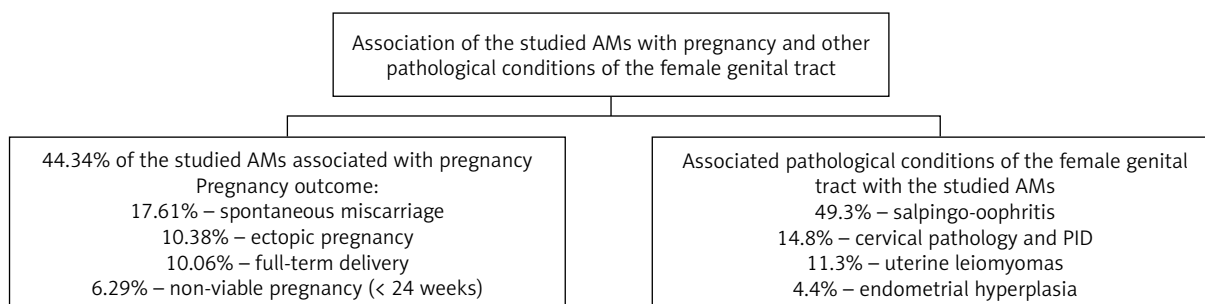 Association of the studied AMs with pregnancy and other
pathological conditions of the female genital tract
44.34% of the studied AMs associated with pregnancy
Pregnancy outcome:
17.61% – spontaneous miscarriage
10.38% – ectopic pregnancy
10.06% – full-term delivery
6.29% – non-viable pregnancy (< 24 weeks)
Associated pathological conditions of the female genital
tract with the studied AMs
49.3% – salpingo-oophritis
14.8% – cervical pathology and PID
11.3% – uterine leiomyomas
4.4% – endometrial hyperplasia